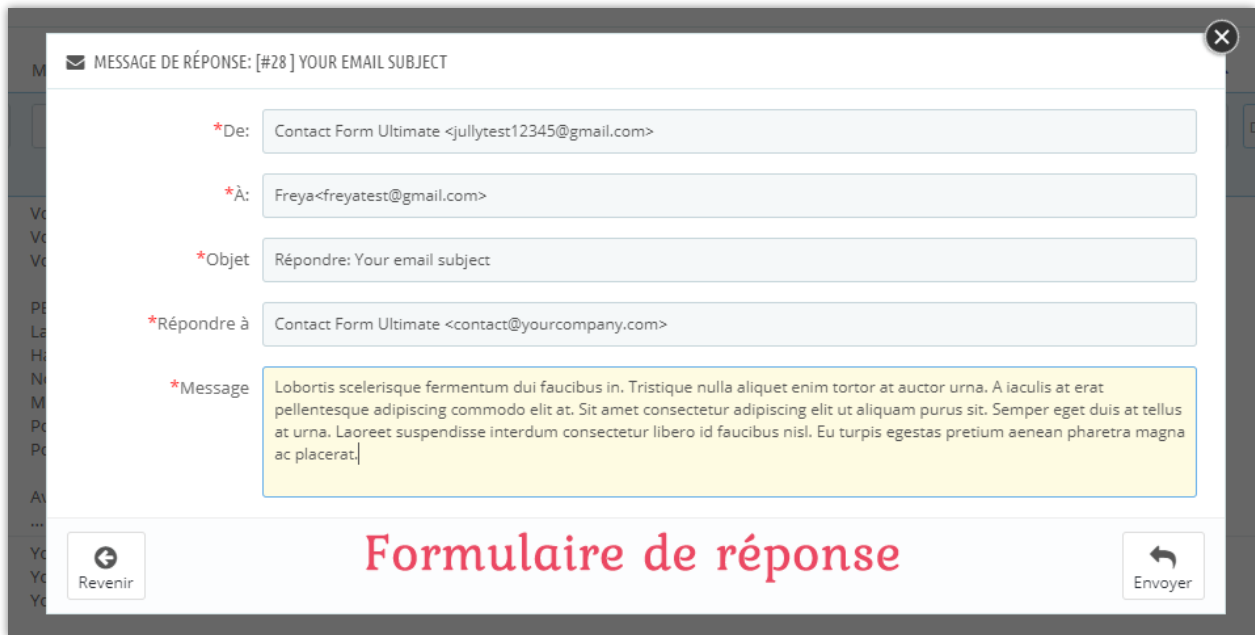 MESSAGE DE RÉPONSE: [#28 ] YOUR EMAIL SUBJECT
*De: Contact Form Ultimate <jullytest12345@gmail.com>
*À: Freya<freyatest@gmail.com>
*Objet Répondre: Your email subject
*Répondre à Contact Form Ultimate <contact@yourcompany.com>
*Message Lobortis scelerisque fermentum dui faucibus in. Tristique nulla aliquet enim tortor at auctor urna. A iaculis at erat
pellentesque adipiscing commodo elit at. Sit amet consectetur adipiscing elit ut aliquam purus sit. Semper eget duis at tellus
at urna. Laoreet suspendisse interdum consectetur libero id faucibus nisl. Eu turpis egestas pretium aenean pharetra magna
ac placerat.
Formulaire de réponse
Revenir
Envoyer